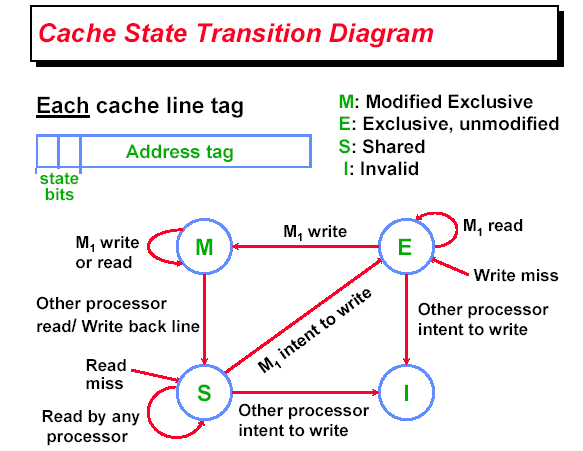 Cache State Transition Diagram
Each cache line tag
Address tag
state
bits
M: Modified Exclusive
E: Exclusive, unmodified
S: Shared
I: Invalid
M1 write
or read
M
M1 write
E
M1 read
Write miss
Other processor
read/ Write back line
M1 intent to write
Other processor
intent to write
Read
miss
S
I
Read by any
processor
Other processor
intent to write